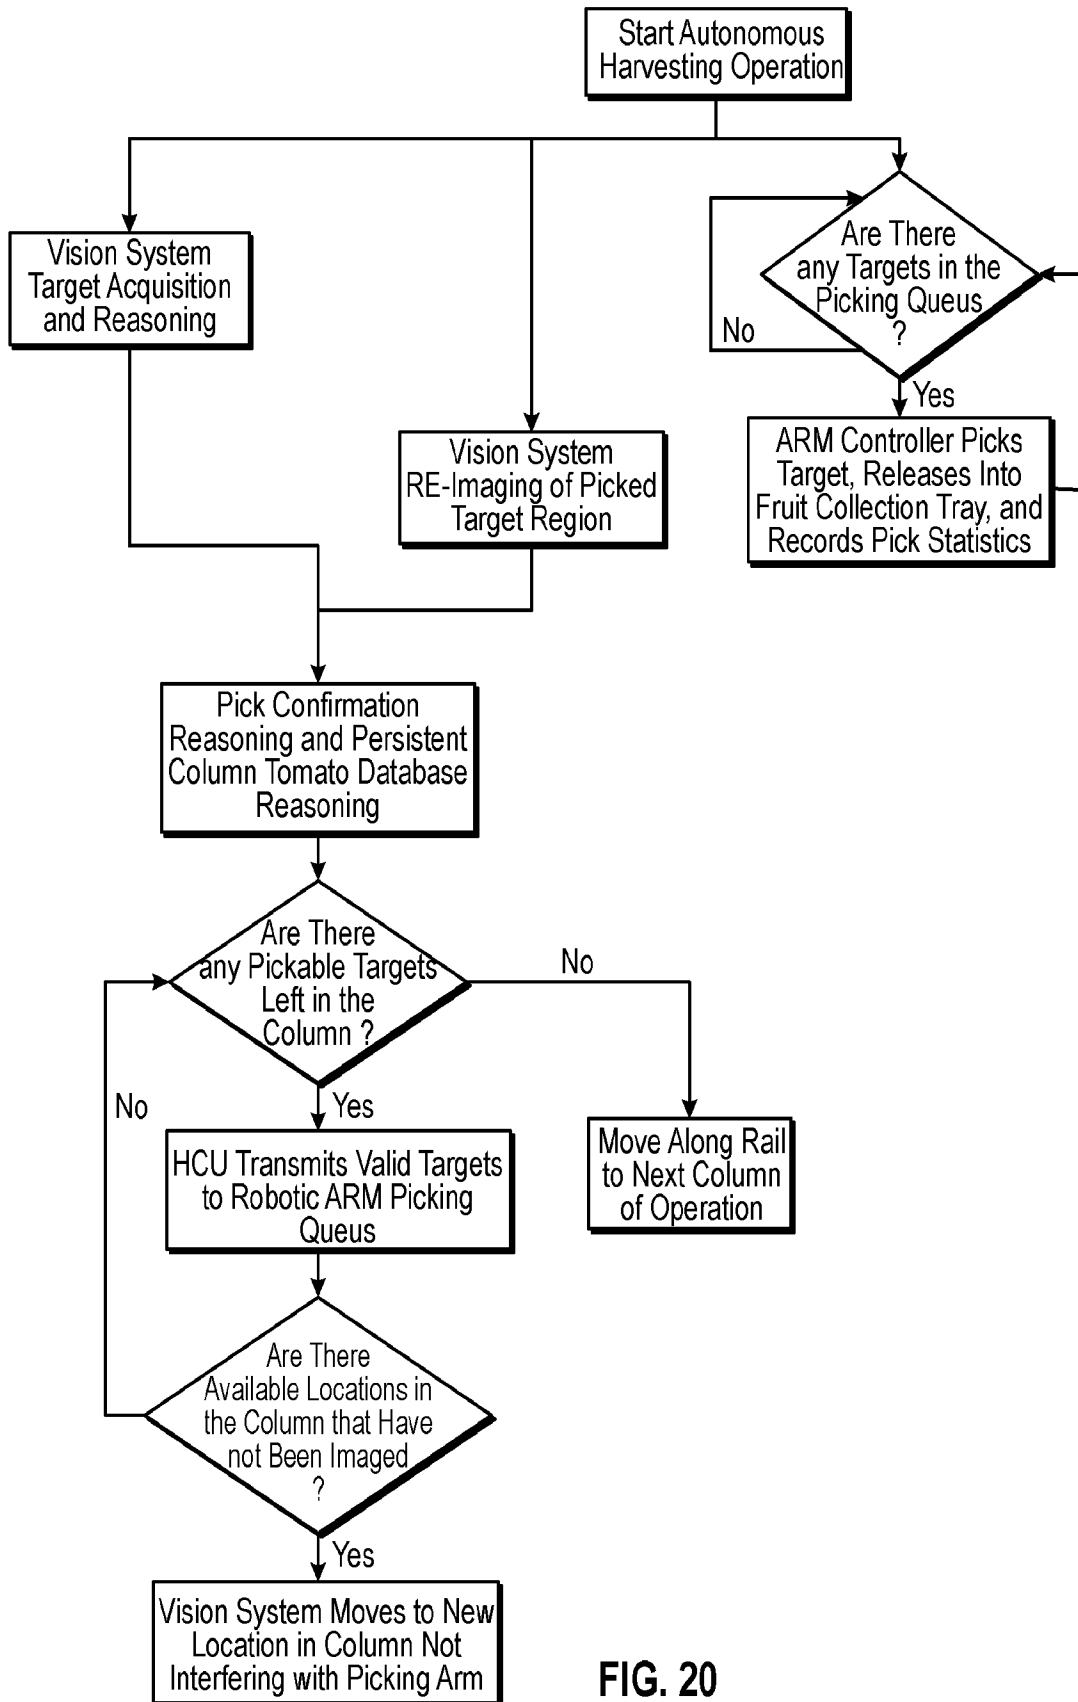 Start Autonomous
Harvesting Operation
Vision System
Target Acquisition
and Reasoning
Are There
any Targets in the
Picking Queus
?
No
Yes
Vision System
RE-Imaging of Picked
Target Region
ARM Controller Picks
Target, Releases Into
Fruit Collection Tray, and
Records Pick Statistics
Pick Confirmation
Reasoning and Persistent
Column Tomato Database
Reasoning
Are There
any Pickable Targets
Left in the
Column ?
No
No
Yes
HCU Transmits Valid Targets
to Robotic ARM Picking
Queus
Move Along Rail
to Next Column
of Operation
Are There
Available Locations in
the Column that Have
not Been Imaged
?
Yes
Vision System Moves to New
Location in Column Not
Interfering with Picking Arm
FIG. 20